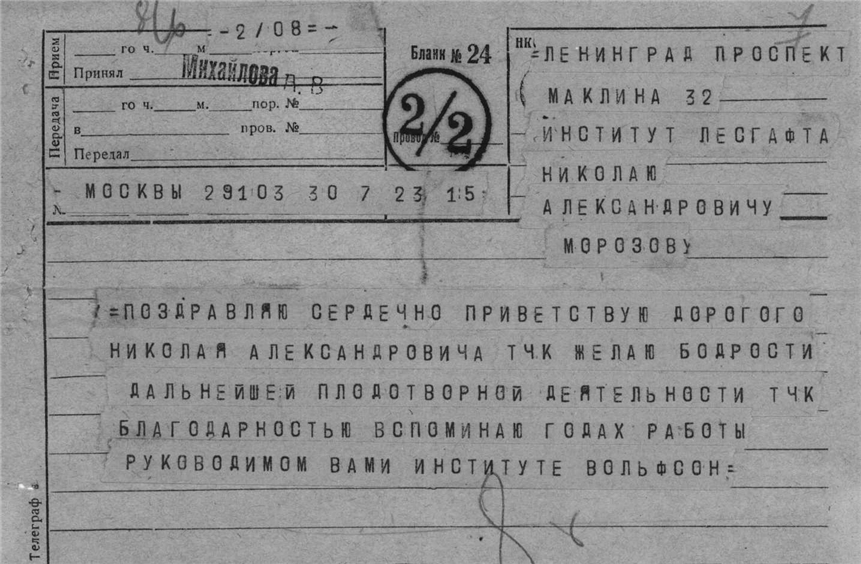 =-2/08=-
Прием
го ч. м
Принял Михайлова А.В
Передача
го ч. м. пор. №
в пров. №
Передал
Бланк № 24
2/2
=ЛЕНИНГРАД ПРОСПЕКТ
МАКЛИНА 32
ИНСТИТУТ ЛЕСГАФТА
НИКОЛАЮ
АЛЕКСАНДРОВИЧУ
МОРОЗОВУ
МОСКВЫ 29103 30 7 23 15
№
=ПОЗДРАВЛЯЮ СЕРДЕЧНО ПРИВЕТСТВУЮ ДОРОГОГО
НИКОЛАЯ АЛЕКСАНДРОВИЧА ТЧК ЖЕЛАЮ БОДРОСТИ
ДАЛЬНЕЙШЕЙ ПЛОДОТВОРНОЙ ДЕЯТЕЛЬНОСТИ ТЧК
БЛАГОДАРНОСТЬЮ ВСПОМИНАЮ ГОДАХ РАБОТЫ
РУКОВОДИМОМ ВАМИ ИНСТИТУТЕ ВОЛЬФСОН=
Телеграф